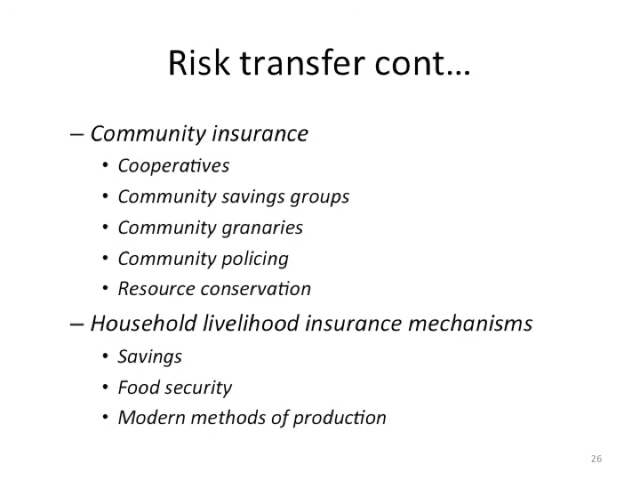 Risk transfer cont…
– Community insurance
• Cooperatives
• Community savings groups
• Community granaries
• Community policing
• Resource conservation
– Household livelihood insurance mechanisms
• Savings
• Food security
• Modern methods of production
26